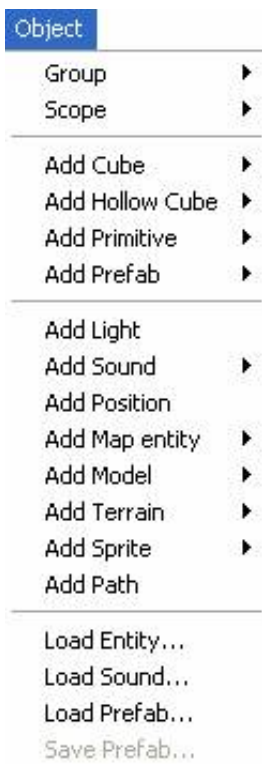 Object
Group
Scope
Add Cube
Add Hollow Cube
Add Primitive
Add Prefab
Add Light
Add Sound
Add Position
Add Map entity
Add Model
Add Terrain
Add Sprite
Add Path
Load Entity...
Load Sound...
Load Prefab...
Save Prefab...